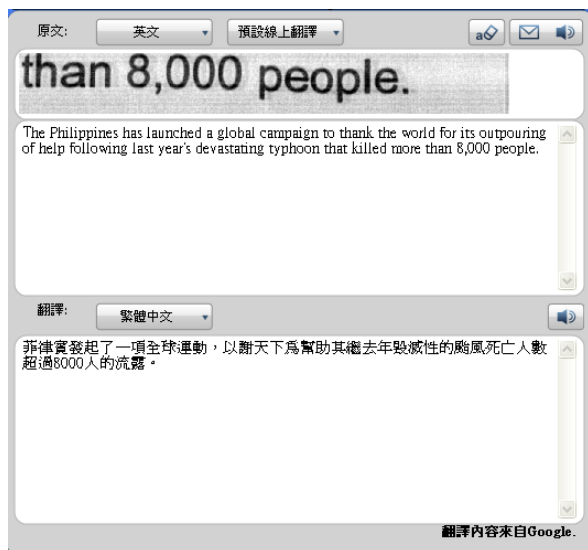 原文:
英文
預設線上翻譯
than 8,000 people.
The Philippines has launched a global campaign to thank the world for its outpouring
of help following last year's devastating typhoon that killed more than 8,000 people.
翻譯:
繁體中文
菲律賓發起了一項全球運動，以謝天下爲幫助其繼去年毀滅性的颱風死亡人數
超過8000人的流露。
翻譯內容來自Google.